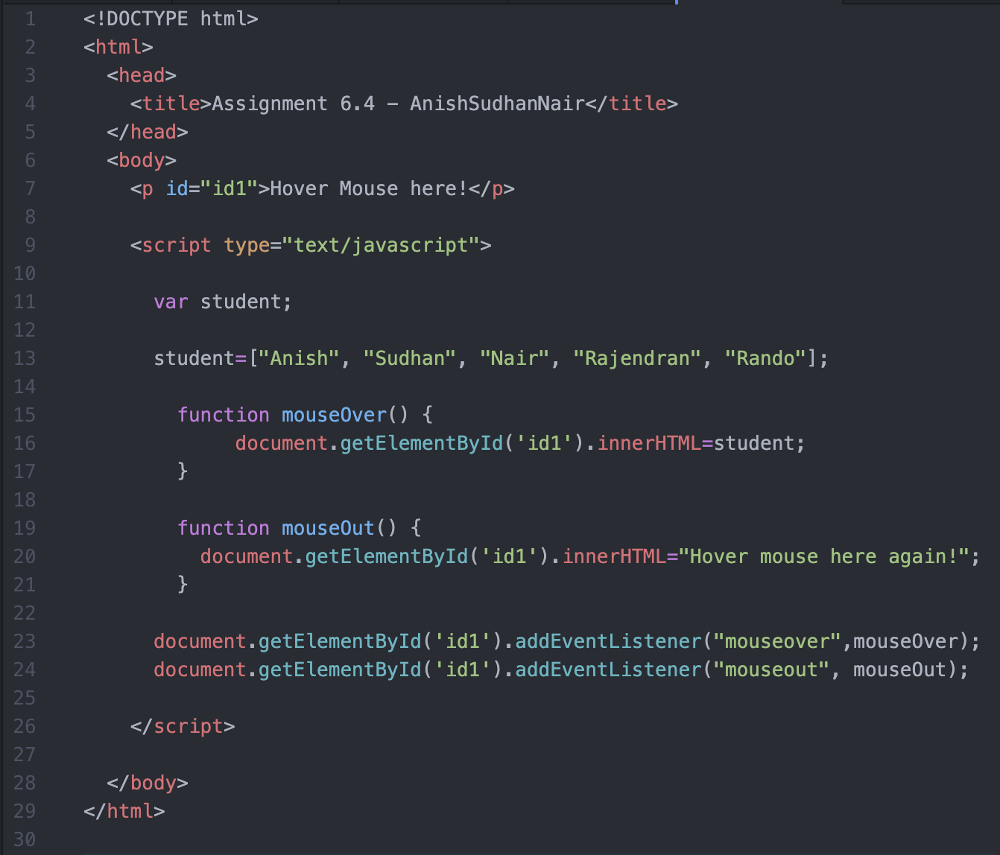 1 <!DOCTYPE html>
2 <html>
3 <head>
4 <title>Assignment 6.4 - AnishSudhanNair</title>
5 </head>
6 <body>
7 <p id="id1">Hover Mouse here!</p>
8
9 <script type="text/javascript">
10
11 var student;
12
13 student=["Anish", "Sudhan", "Nair", "Rajendran", "Rando"];
14
15 function mouseOver() {
16 document.getElementById('id1').innerHTML=student;
17 }
18
19 function mouseOut() {
20 document.getElementById('id1').innerHTML="Hover mouse here again!";
21 }
22
23 document.getElementById('id1').addEventListener("mouseover",mouseOver);
24 document.getElementById('id1').addEventListener("mouseout", mouseOut);
25
26 </script>
27
28 </body>
29 </html>
30